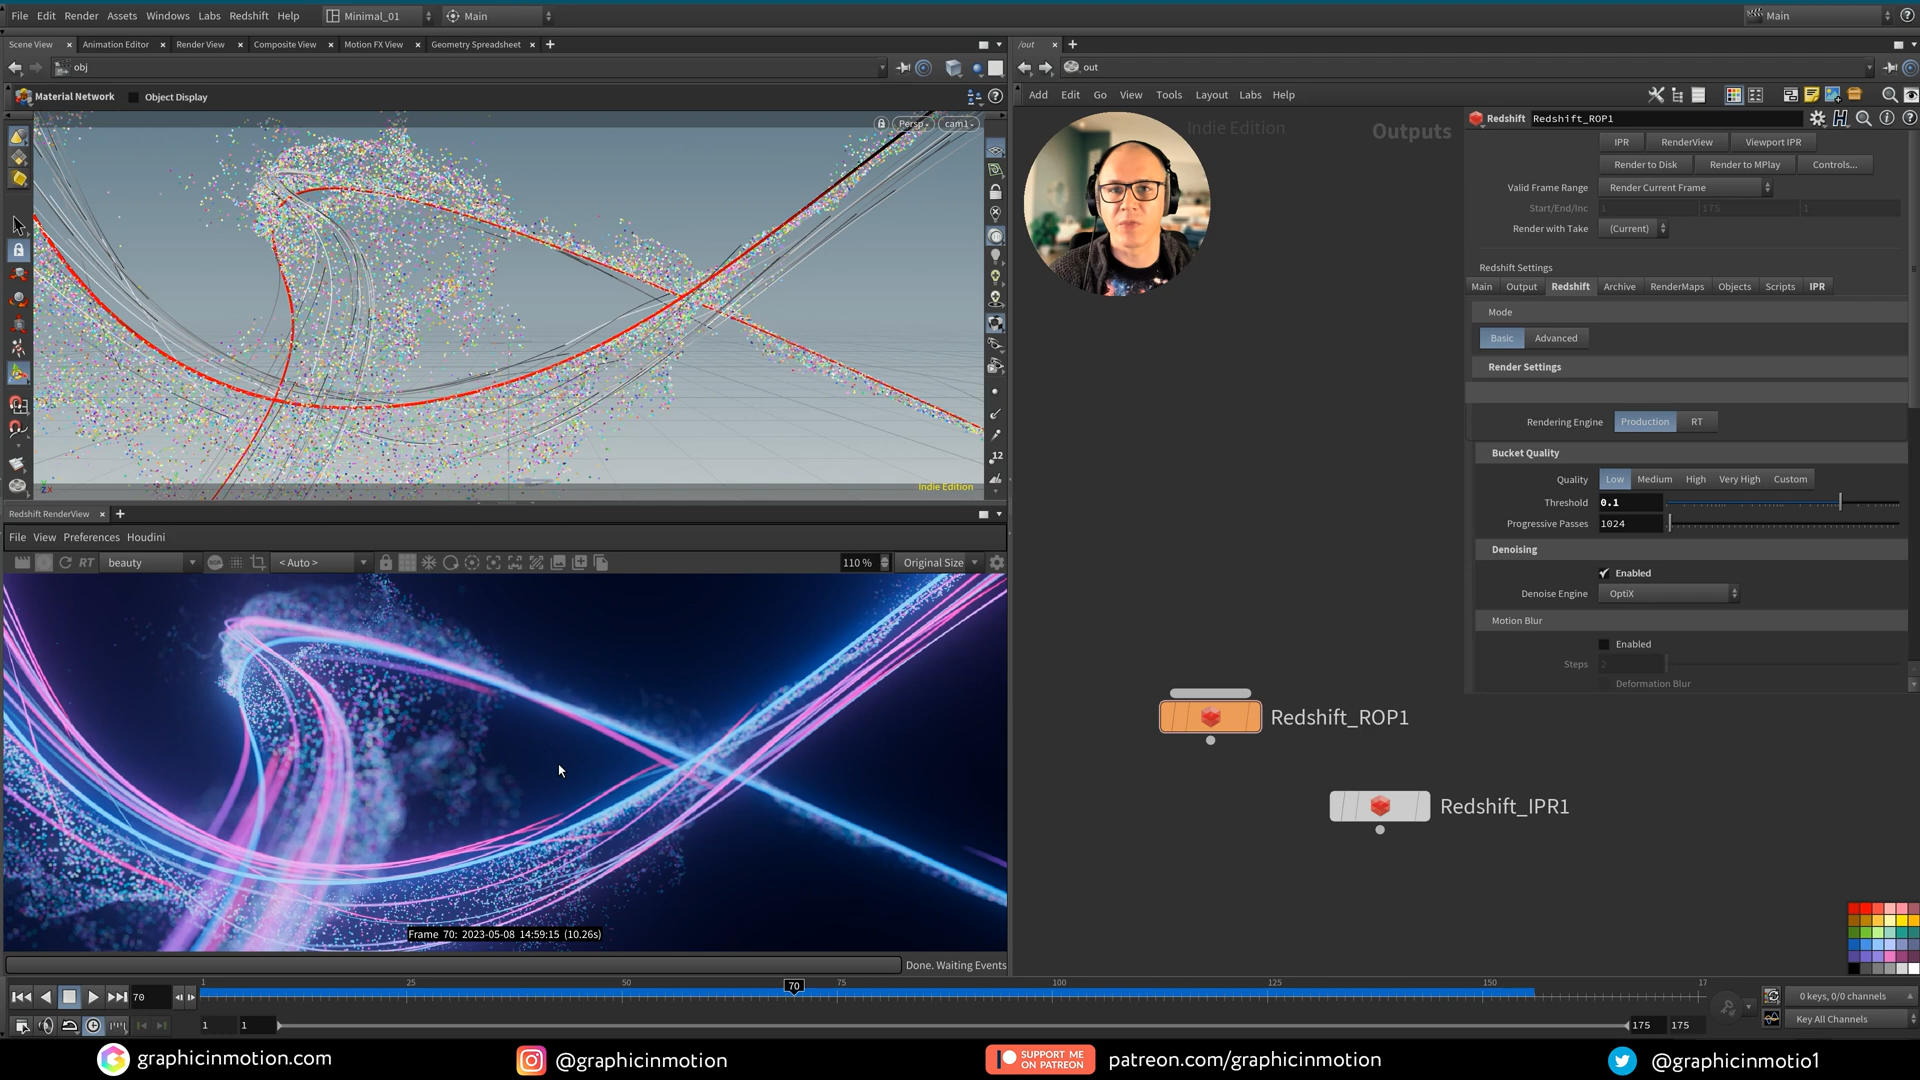 File Edit Render Assets Windows Labs Redshift Help Minimal_01 Main Main
Scene View Animation Editor Render View Composite View Motion FX View Geometry Spreadsheet
/out
obj
out
Material Network Object Display
Add Edit Go View Tools Layout Labs Help
Persp cam1
Indie Edition
Outputs
Redshift Redshift_ROP1
IPR RenderView Viewport IPR
Render to Disk Render to MPlay Controls...
Valid Frame Range Render Current Frame
Start/End/Inc 1 175 1
Render with Take (Current)
Redshift Settings
Main Output Redshift Archive RenderMaps Objects Scripts IPR
Mode
Basic Advanced
Render Settings
Rendering Engine Production RT
Bucket Quality
Quality Low Medium High Very High Custom
Threshold 0.1
Progressive Passes 1024
Denoising
Enabled
Denoise Engine OptiX
Motion Blur
Enabled
Steps 2
Deformation Blur
12
Indie Edition
Redshift RenderView
File View Preferences Houdini
RT beauty < Auto > 110 % Original Size
Frame 70: 2023-05-08 14:59:15 (10.26s)
Done. Waiting Events
Redshift_ROP1
Redshift_IPR1
70 1 25 50 70 75 100 125 150 17
0 keys, 0/0 channels
1 1 175 175
Key All Channels
graphicinmotion.com
@graphicinmotion
SUPPORT ME
ON PATREON
patreon.com/graphicinmotion
@graphicinmotio1